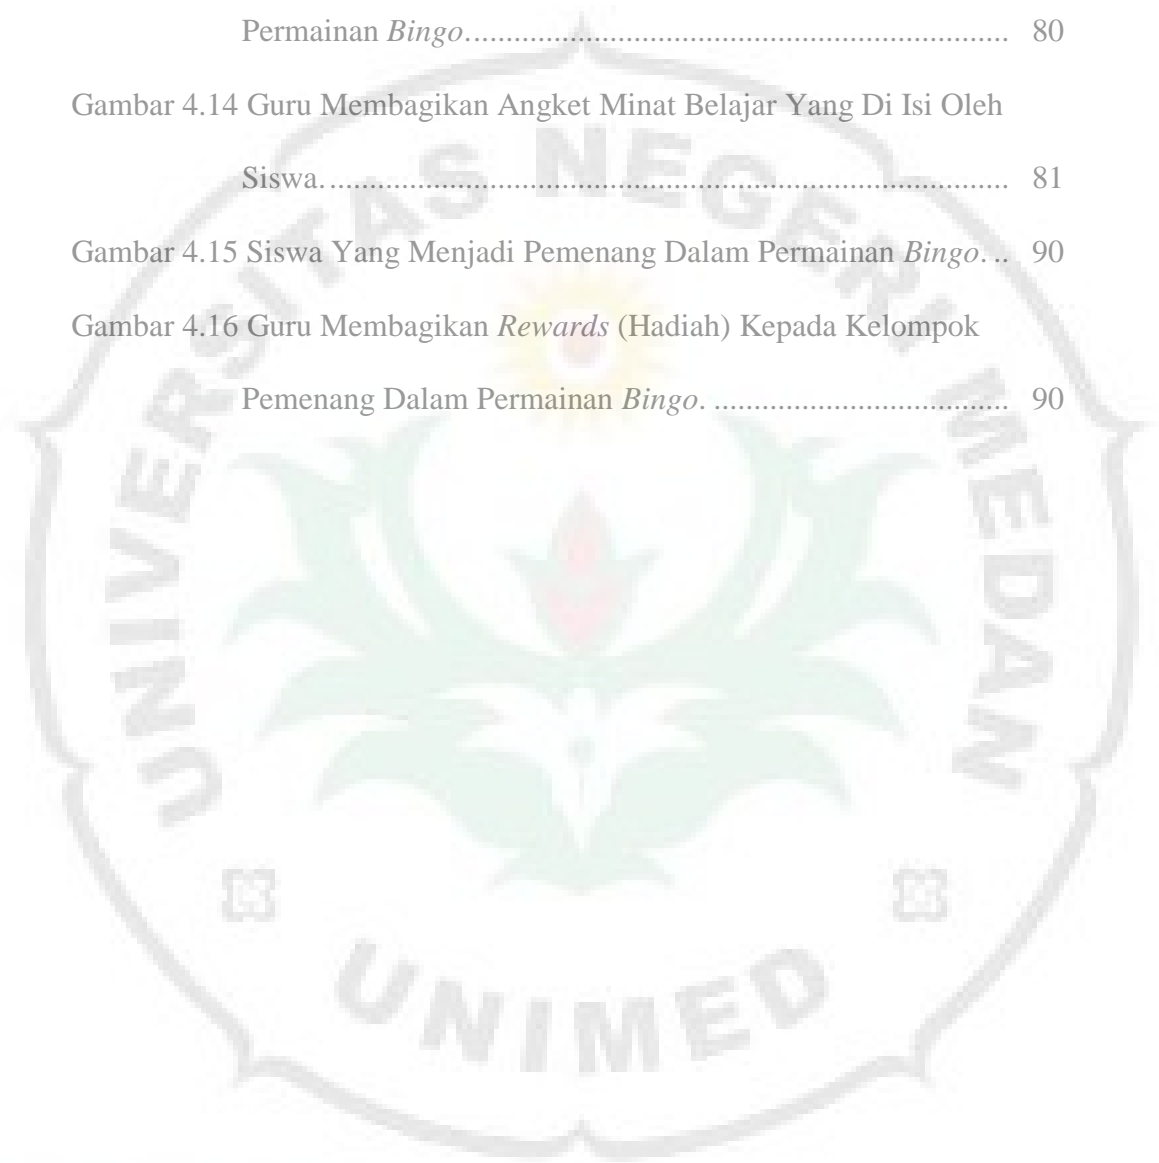 Permainan Bingo.................................................................... 80
Gambar 4.14 Guru Membagikan Angket Minat Belajar Yang Di Isi Oleh
Siswa. ..................................................................................... 81
Gambar 4.15 Siswa Yang Menjadi Pemenang Dalam Permainan Bingo. .. 90
Gambar 4.16 Guru Membagikan Rewards (Hadiah) Kepada Kelompok
Pemenang Dalam Permainan Bingo. ..................................... 90
UNIVERSITAS NEGERI MEDAN
UNIMED